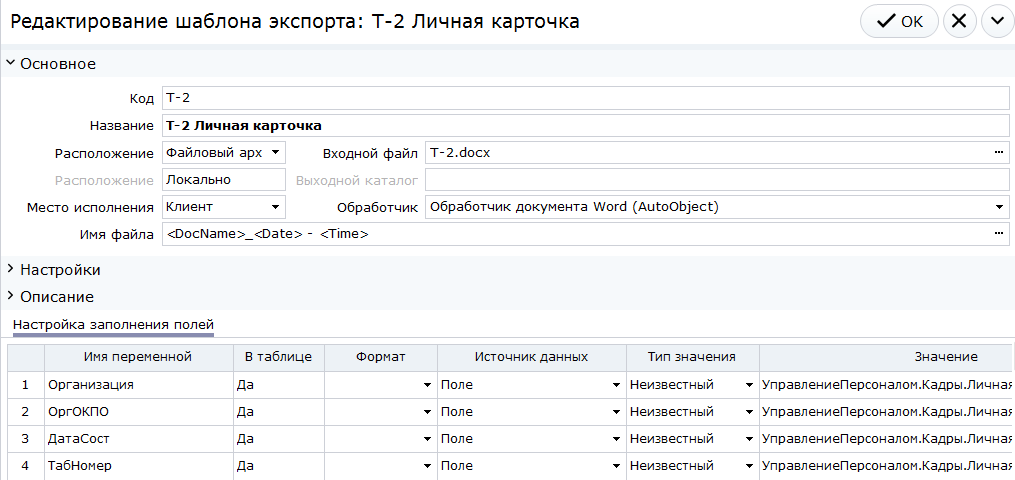 Редактирование шаблона экспорта: Т-2 Личная карточка
OK
Основное
Код Т-2
Название Т-2 Личная карточка
Расположение Файловый арх Входной файл Т-2.docx ...
Расположение Локально Выходной каталог
Место исполнения Клиент Обработчик Обработчик документа Word (AutoObject)
Имя файла <DocName>_<Date> - <Time> ...
Настройки
Описание
Настройка заполнения полей
Имя переменной В таблице Формат Источник данных Тип значения Значение
1 Организация Да Поле Неизвестный УправлениеПерсоналом.Кадры.Личная
2 ОргОКПО Да Поле Неизвестный УправлениеПерсоналом.Кадры.Личная
3 ДатаСост Да Поле Неизвестный УправлениеПерсоналом.Кадры.Личная
4 ТабНомер Да Поле Неизвестный УправлениеПерсоналом.Кадры.Личная